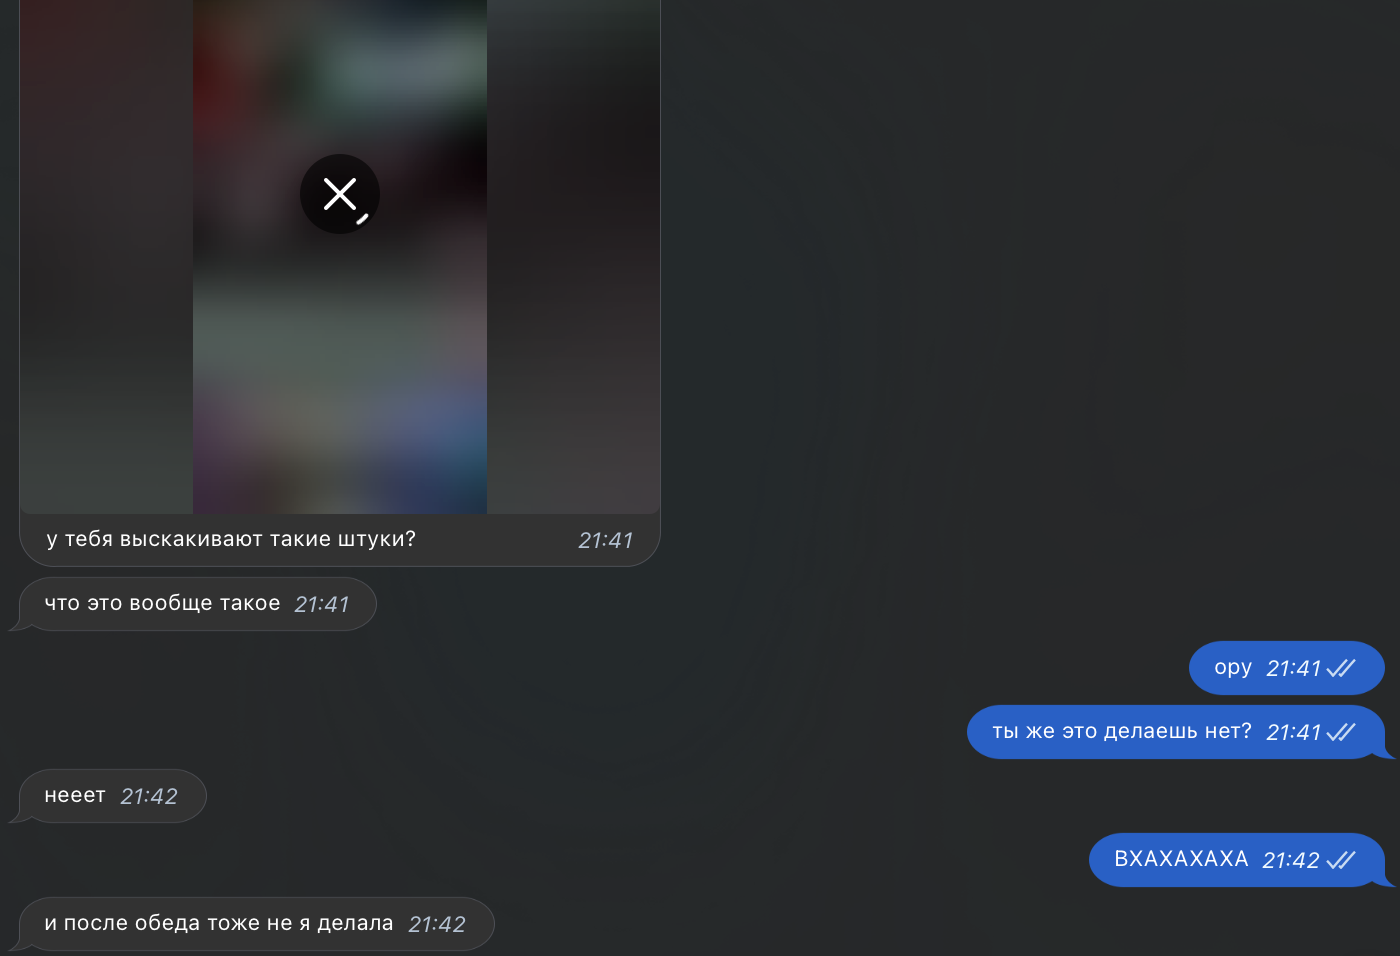 у тебя выскакивают такие штуки? 21:41
что это вообще такое 21:41
ору 21:41
ты же это делаешь нет? 21:41
нееет 21:42
ВХАХАХАХА 21:42
и после обеда тоже не я делала 21:42